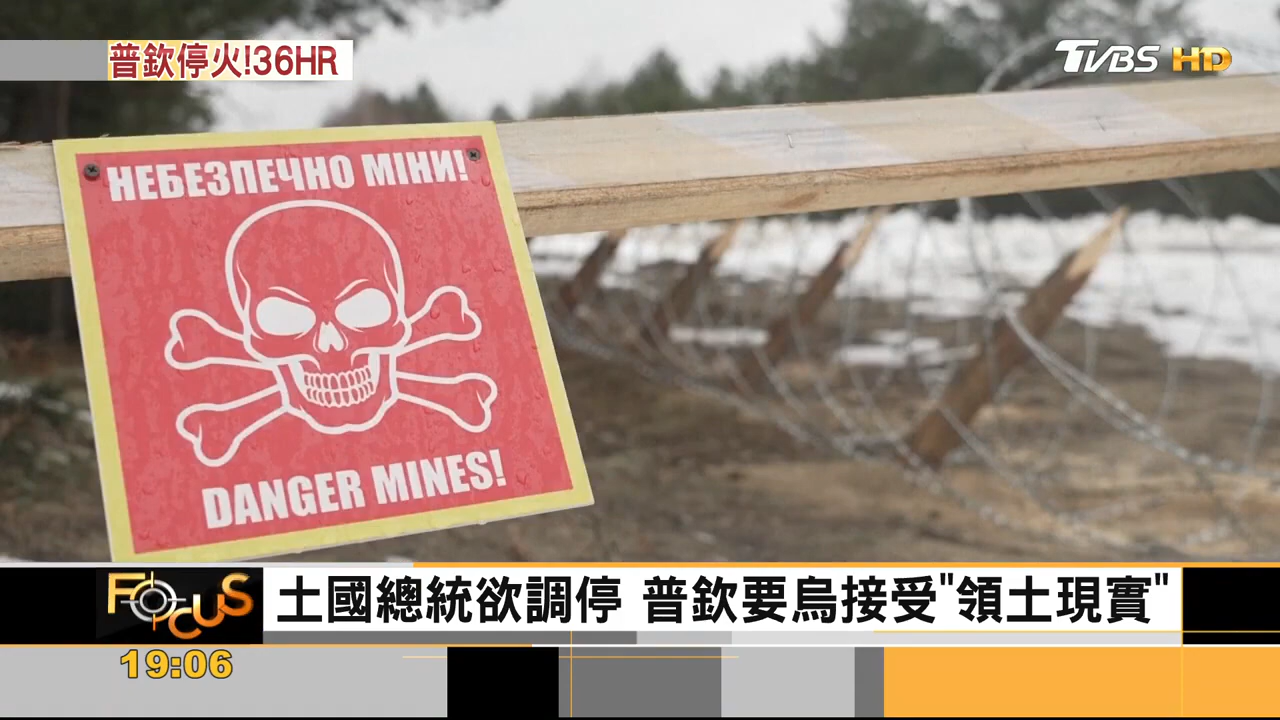 普欽停火!36HR
TVBS HD
НЕБЕЗПЕЧНО МІНИ!
DANGER MINES!
FOCUS
土國總統欲調停 普欽要烏接受"領土現實"
19:06